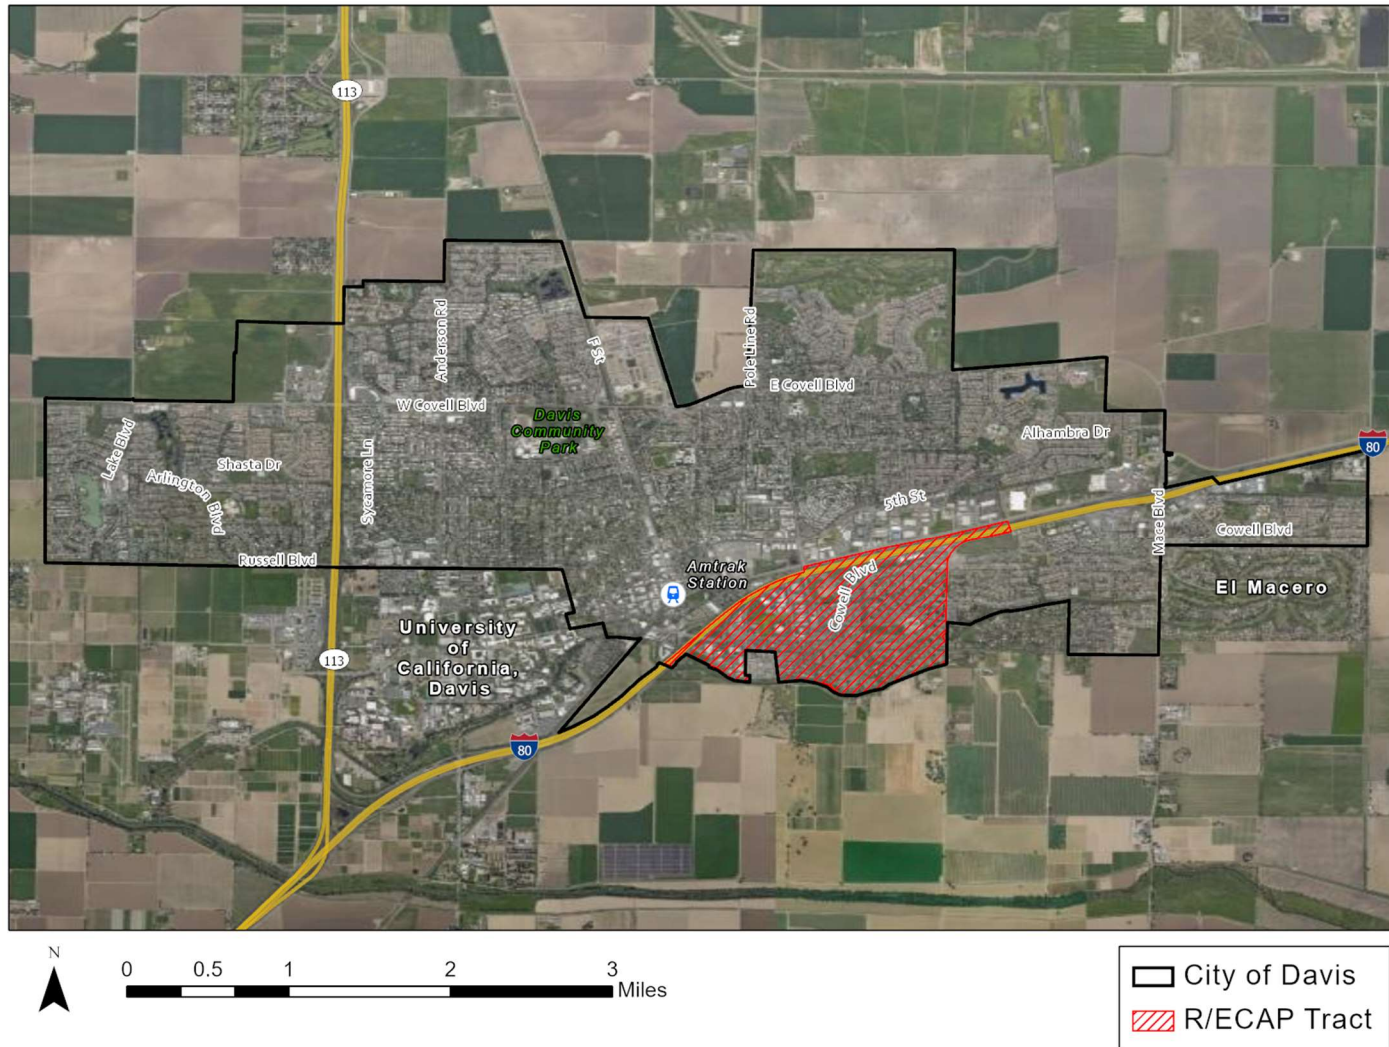 113
Anderson Rd
F St
Pole Line Rd
E Covell Blvd
W Covell Blvd
Davis
Community
Park
Lake Blvd
Shasta Dr
Arlington Blvd
Sycamore Ln
Alhambra Dr
80
5th St
Mace Blvd
Cowell Blvd
Russell Blvd
Amtrak
Station
Cowell Blvd
El Macero
University
of
California,
Davis
113
80
N
0 0.5 1 2 3
Miles
City of Davis
R/ECAP Tract